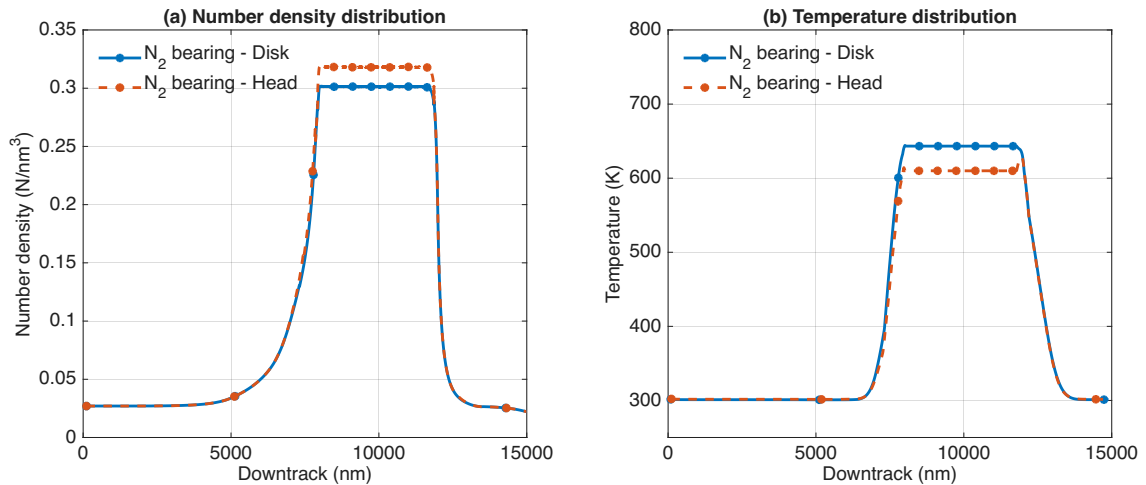 (a) Number density distribution
N₂ bearing - Disk
N₂ bearing - Head
Number density (N/nm³)
0.35
0.3
0.25
0.2
0.15
0.1
0.05
0
0 5000 10000 15000
Downtrack (nm)
(b) Temperature distribution
N₂ bearing - Disk
N₂ bearing - Head
Temperature (K)
800
700
600
500
400
300
0 5000 10000 15000
Downtrack (nm)